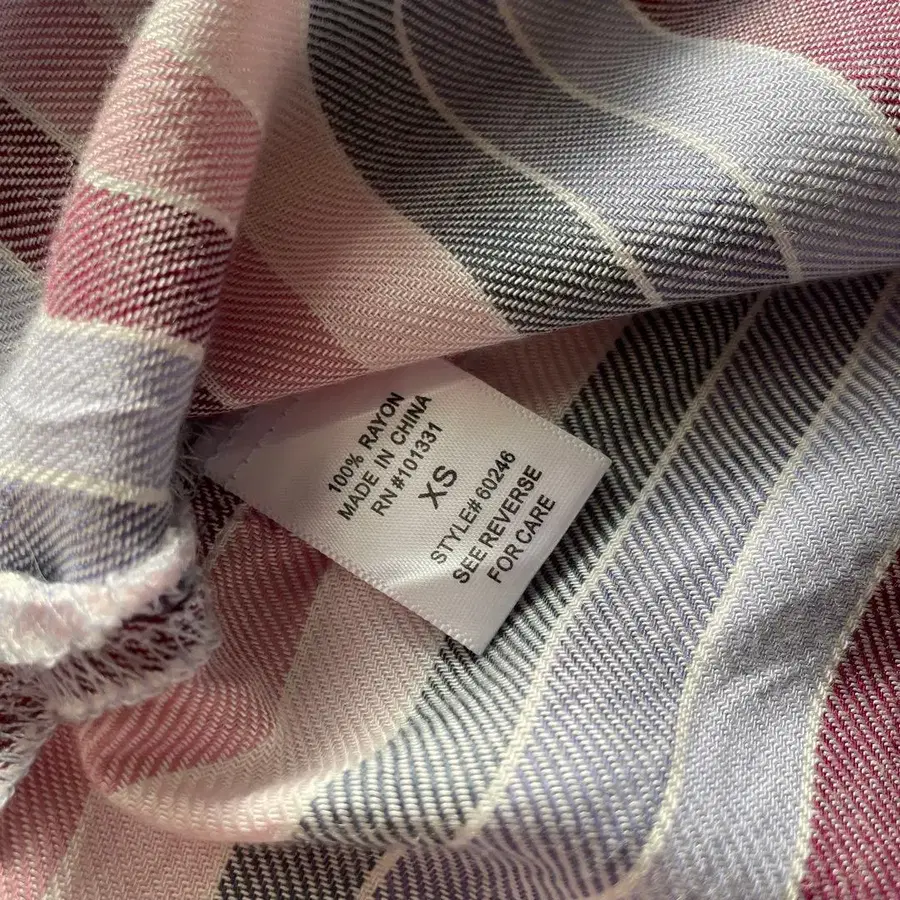 100% RAYON
MADE IN CHINA
RN #101331
XS
STYLE# 60246
SEE REVERSE
FOR CARE